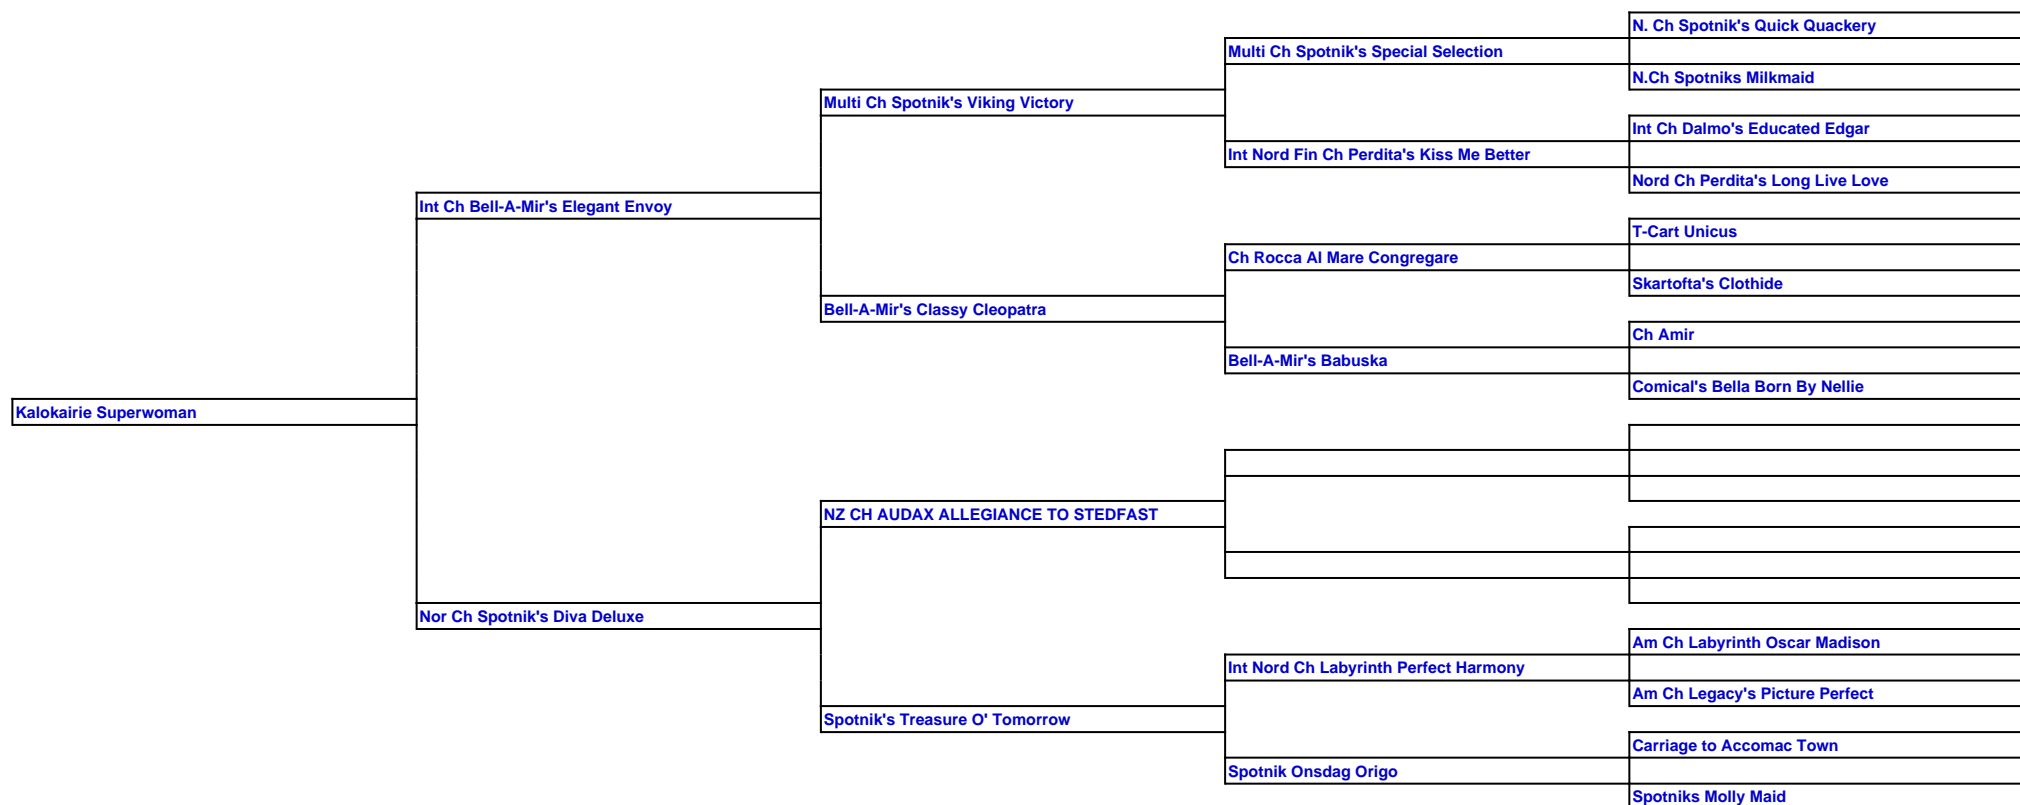 N. Ch Spotnik's Quick Quackery
Multi Ch Spotnik's Special Selection
N.Ch Spotniks Milkmaid
Multi Ch Spotnik's Viking Victory
Int Ch Dalmo's Educated Edgar
Int Nord Fin Ch Perdita's Kiss Me Better
Nord Ch Perdita's Long Live Love
Int Ch Bell-A-Mir's Elegant Envoy
T-Cart Unicus
Ch Rocca Al Mare Congregare
Skartofta's Clothide
Bell-A-Mir's Classy Cleopatra
Ch Amir
Bell-A-Mir's Babuska
Comical's Bella Born By Nellie
Kalokairie Superwoman
NZ CH AUDAX ALLEGIANCE TO STEDFAST
Nor Ch Spotnik's Diva Deluxe
Am Ch Labyrinth Oscar Madison
Int Nord Ch Labyrinth Perfect Harmony
Am Ch Legacy's Picture Perfect
Spotnik's Treasure O' Tomorrow
Carriage to Accomac Town
Spotnik Onsdag Origo
Spotniks Molly Maid